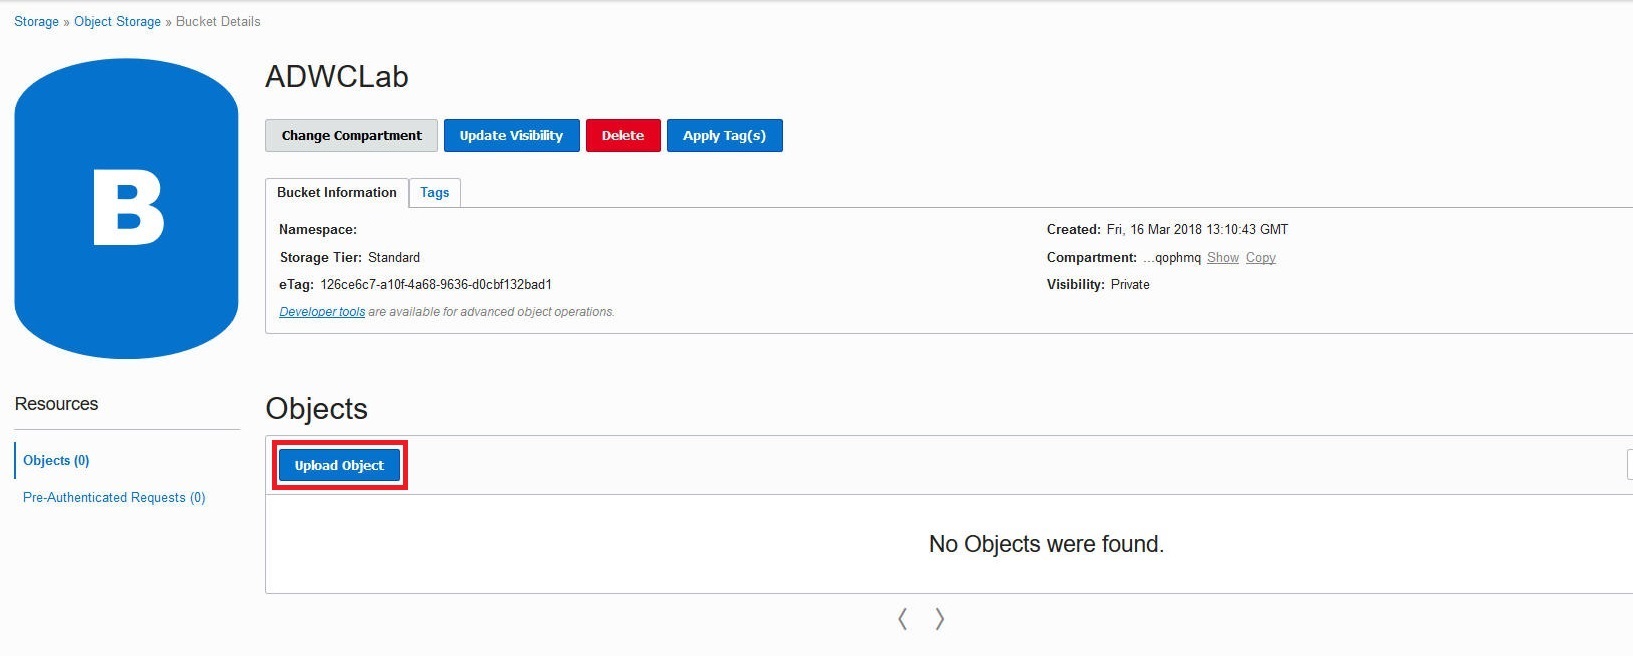 Storage » Object Storage » Bucket Details
B
ADWCLab
Change Compartment Update Visibility Delete Apply Tag(s)
Bucket Information Tags
Namespace:
Storage Tier: Standard
eTag: 126ce6c7-a10f-4a68-9636-d0cbf132bad1
Developer tools are available for advanced object operations.
Created: Fri, 16 Mar 2018 13:10:43 GMT
Compartment: ...qophmq Show Copy
Visibility: Private
Resources
Objects (0)
Pre-Authenticated Requests (0)
Objects
Upload Object
No Objects were found.